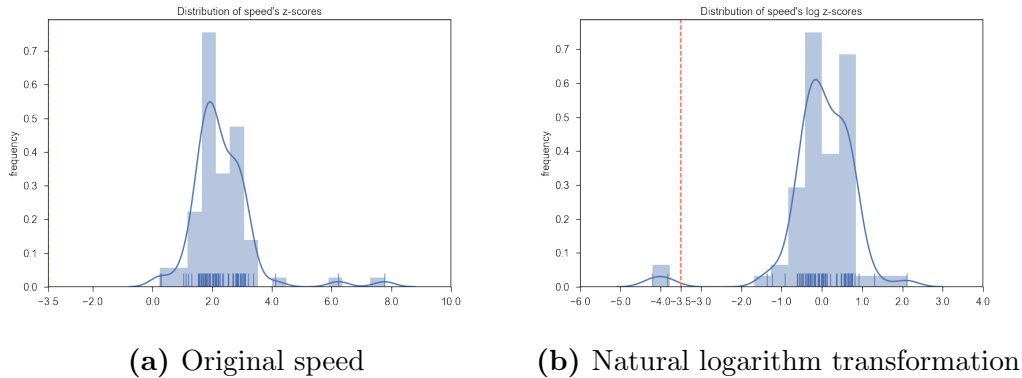 Distribution of speed's z-scores
frequency
0.7
0.6
0.5
0.4
0.3
0.2
0.1
0.0
-3.5 −2.0 0.0 2.0 4.0 6.0 8.0 10.0
(a) Original speed
Distribution of speed's log z-scores
frequency
0.7
0.6
0.5
0.4
0.3
0.2
0.1
0.0
−6.0 −5.0 −4.0 −3.5 −3.0 −2.0 −1.0 0.0 1.0 2.0 3.0 4.0
(b) Natural logarithm transformation